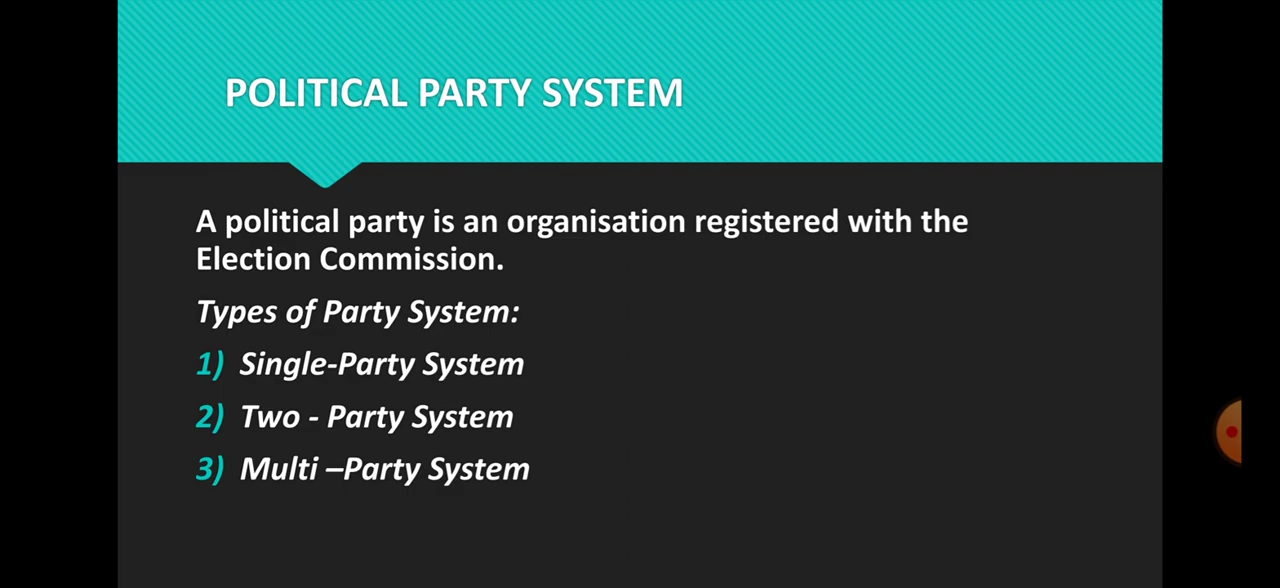 POLITICAL PARTY SYSTEM
A political party is an organisation registered with the
Election Commission.
Types of Party System:
1) Single-Party System
2) Two - Party System
3) Multi –Party System